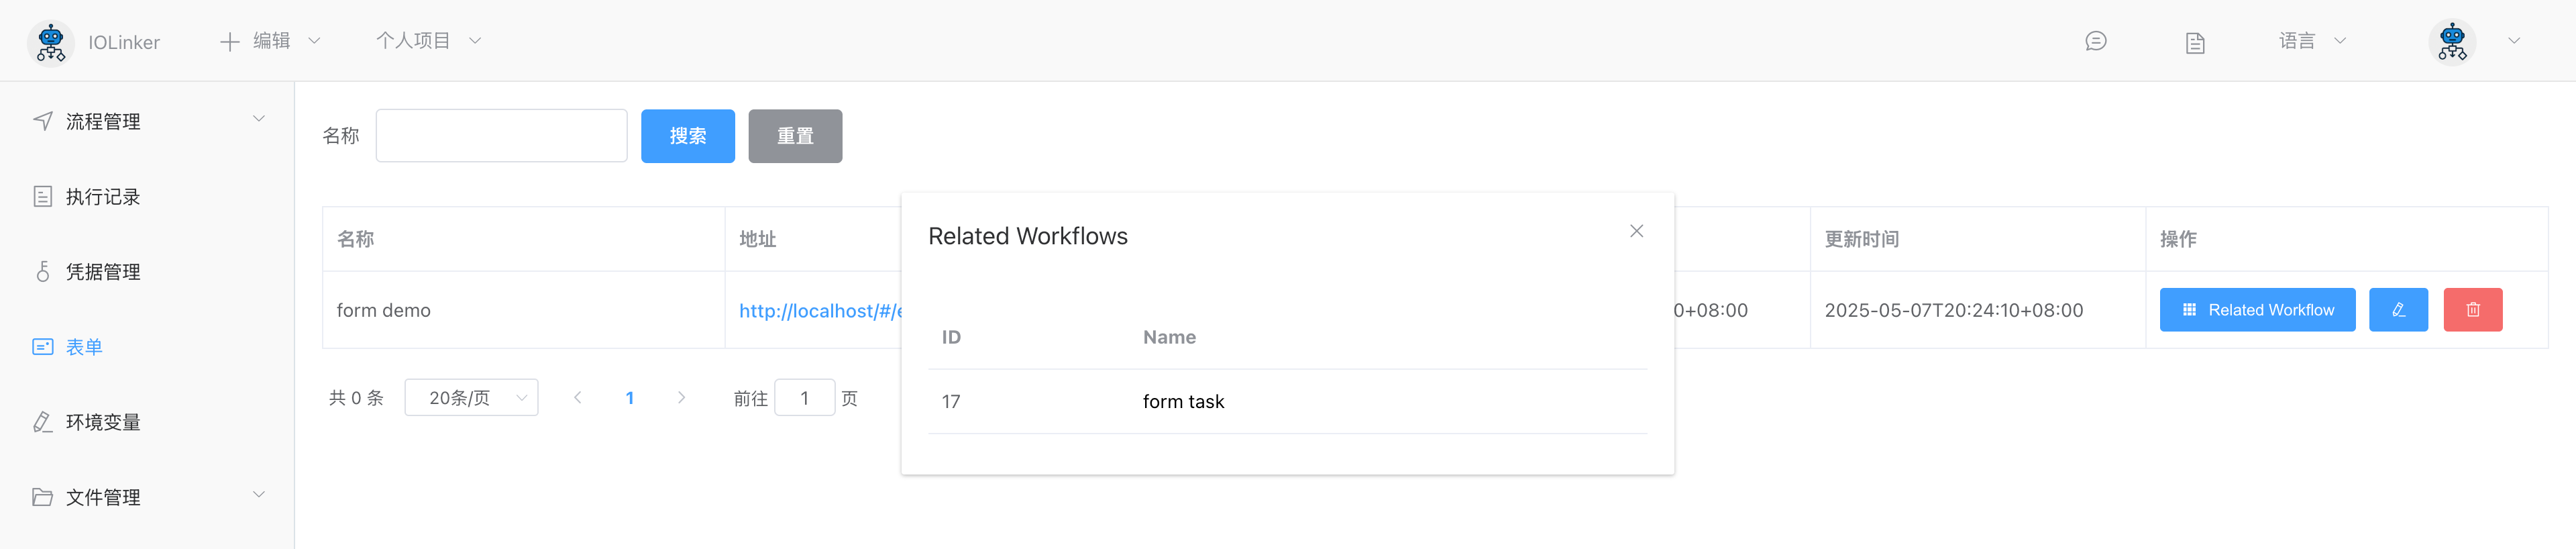 IOLinker
编辑
个人项目
语言
流程管理
执行记录
凭据管理
表单
环境变量
文件管理
名称
搜索
重置
名称
地址
更新时间
操作
form demo
http://localhost/#/
0+08:00
2025-05-07T20:24:10+08:00
Related Workflow
共 0 条
20条/页
1
前往
1
页
Related Workflows
ID
Name
17
form task